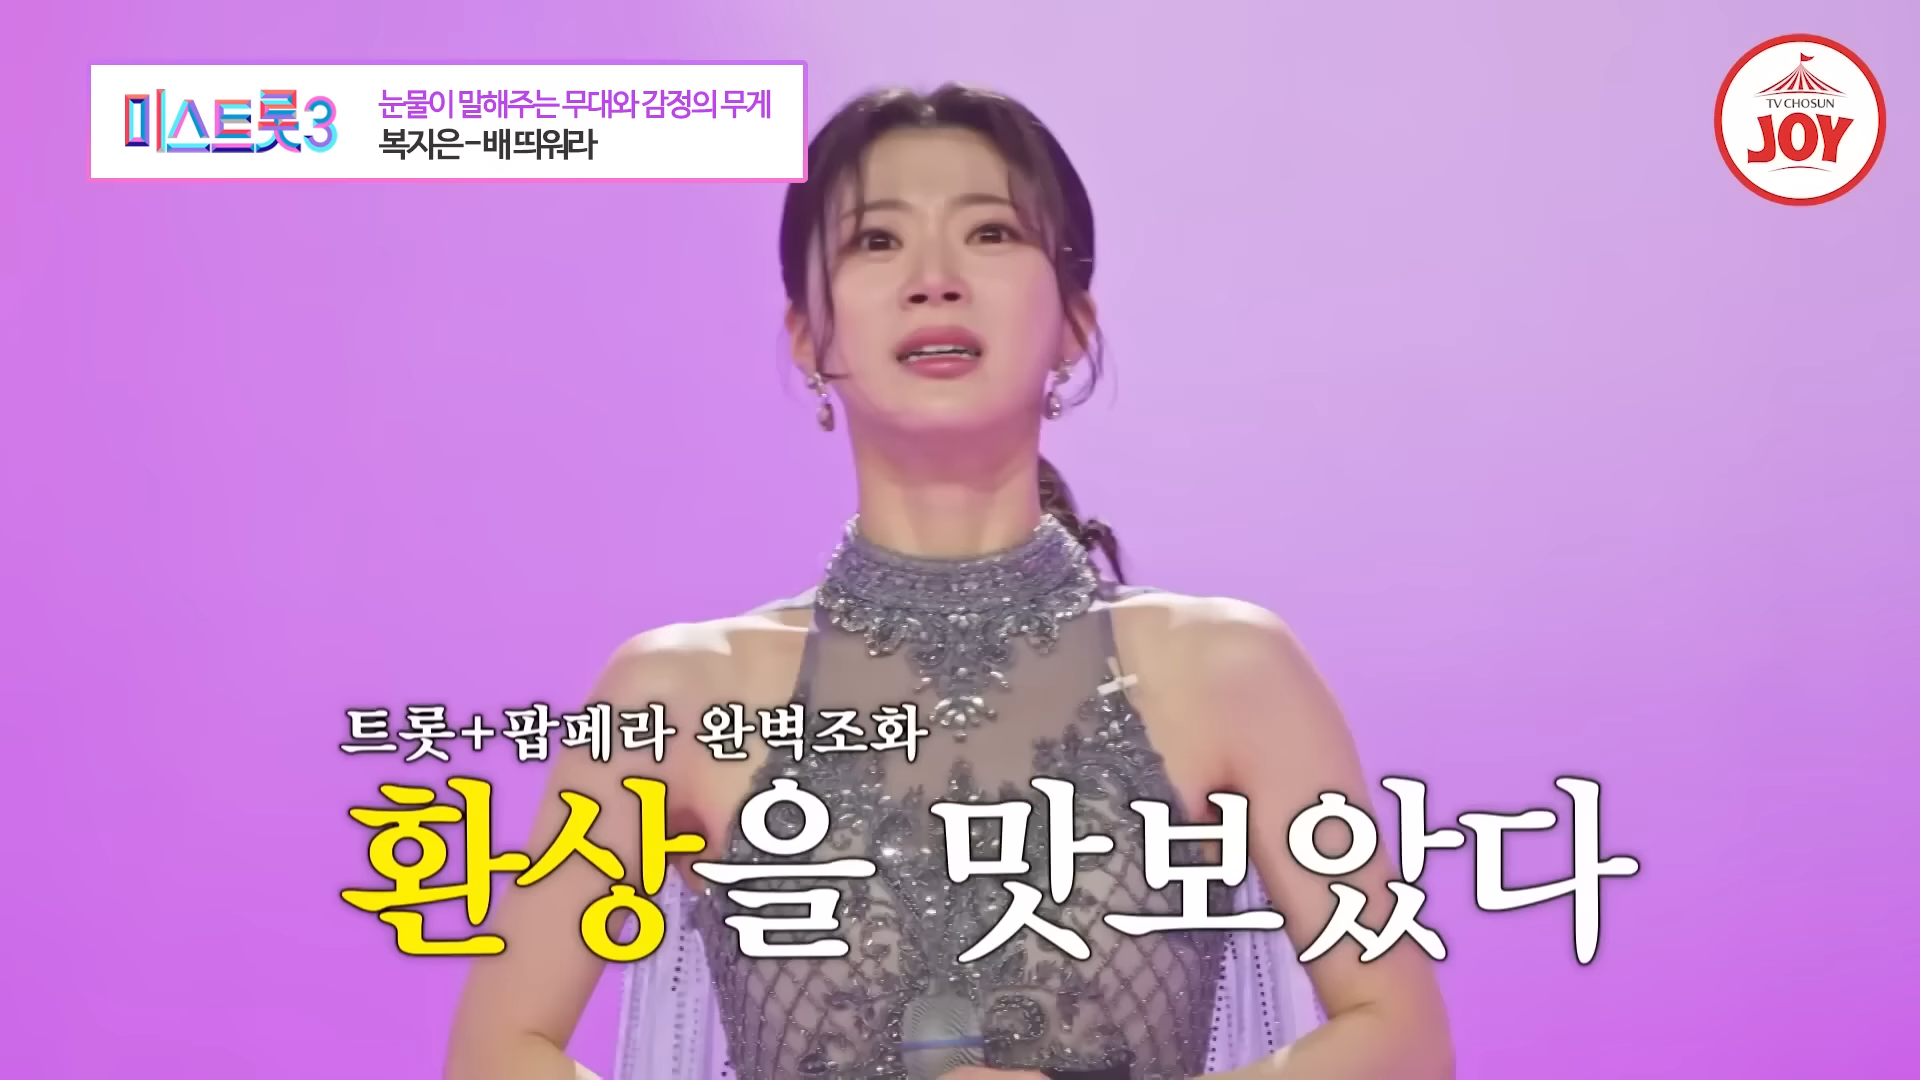 미스트롯3
눈물이 말해주는 무대와 감정의 무게
복지은-배 띄워라
TV CHOSUN
JOY
트롯+팝페라 완벽조화
환상을 맛보았다